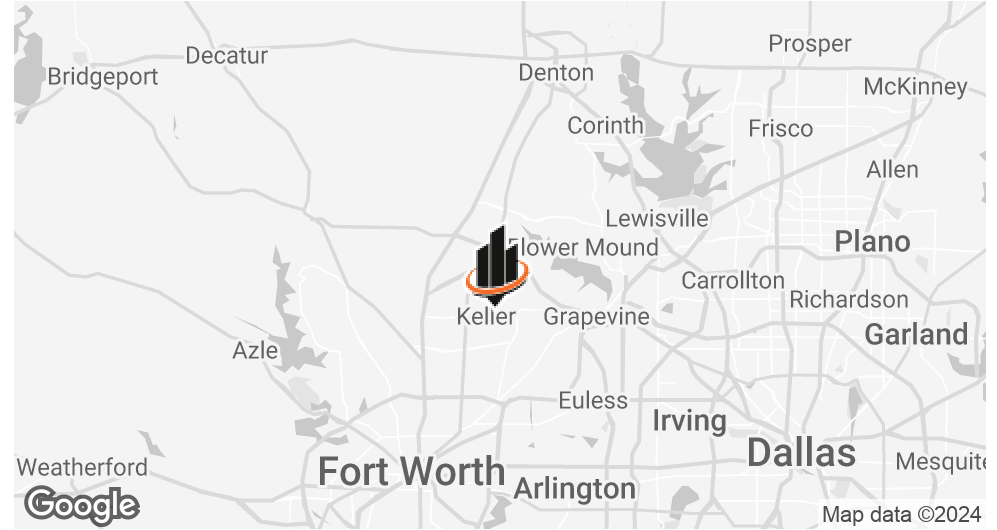 Prosper
Decatur
Denton
Bridgeport
McKinney
Corinth
Frisco
Allen
Lewisville
Plano
Flower Mound
Carrollton
Richardson
Keller
Grapevine
Garland
Azle
Euless
Irving
Dallas
Mesquite
Weatherford
Fort Worth
Arlington
Google
Map data ©2024